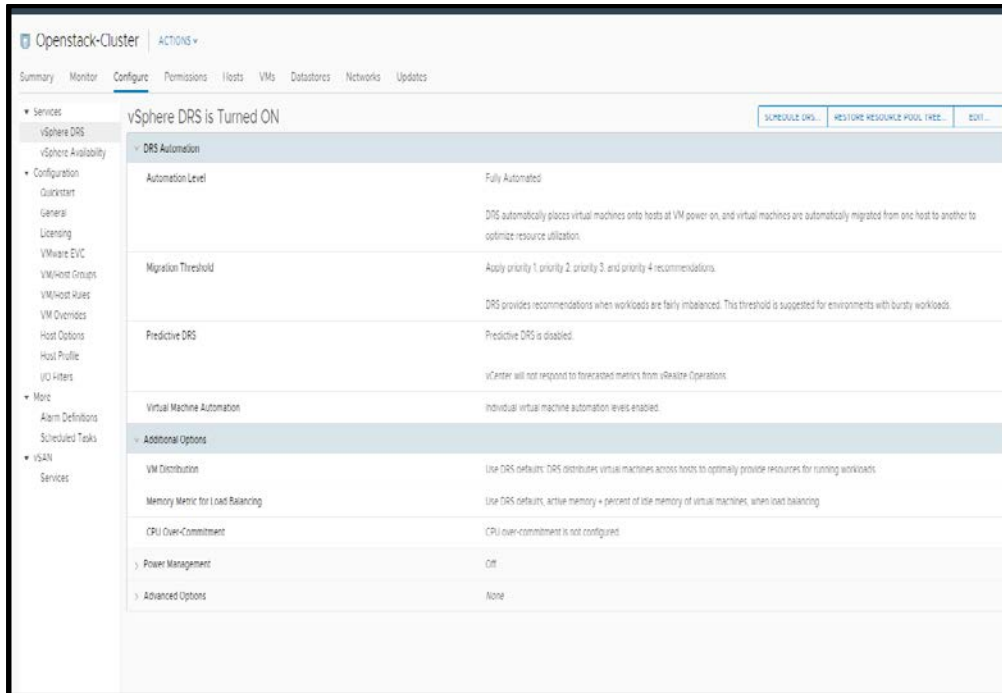 Openstack-Cluster ACTIONS
Summary Monitor Configure Permissions Hosts VMs Datastores Networks Updates
Services
vSphere DRS
vSphere Availability
Configuration
Quickstart
General
Licensing
VMware EVC
VM/Host Groups
VM/Host Rules
VM Overrides
Host Options
Host Profile
I/O Filters
More
Alarm Definitions
Scheduled Tasks
vSAN
Services
vSphere DRS is Turned ON
SCHEDULE DRS... RESTORE RESOURCE POOL TREE... EDIT...
DRS Automation
Automation Level Fully Automated
DRS automatically places virtual machines onto hosts at VM power on, and virtual machines are automatically migrated from one host to another to
optimize resource utilization.
Migration Threshold Apply priority 1, priority 2, priority 3, and priority 4 recommendations.
DRS provides recommendations when workloads are fairly imbalanced. This threshold is suggested for environments with bursty workloads.
Predictive DRS Predictive DRS is disabled.
vCenter will not respond to forecasted metrics from vRealize Operations.
Virtual Machine Automation Individual virtual machine automation levels enabled.
Additional Options
VM Distribution Use DRS defaults: DRS distributes virtual machines across hosts to optimally provide resources for running workloads
Memory Metric for Load Balancing Use DRS defaults, active memory + percent of idle memory of virtual machines, when load balancing
CPU Over-Commitment CPU over-commitment is not configured.
Power Management Off
Advanced Options None